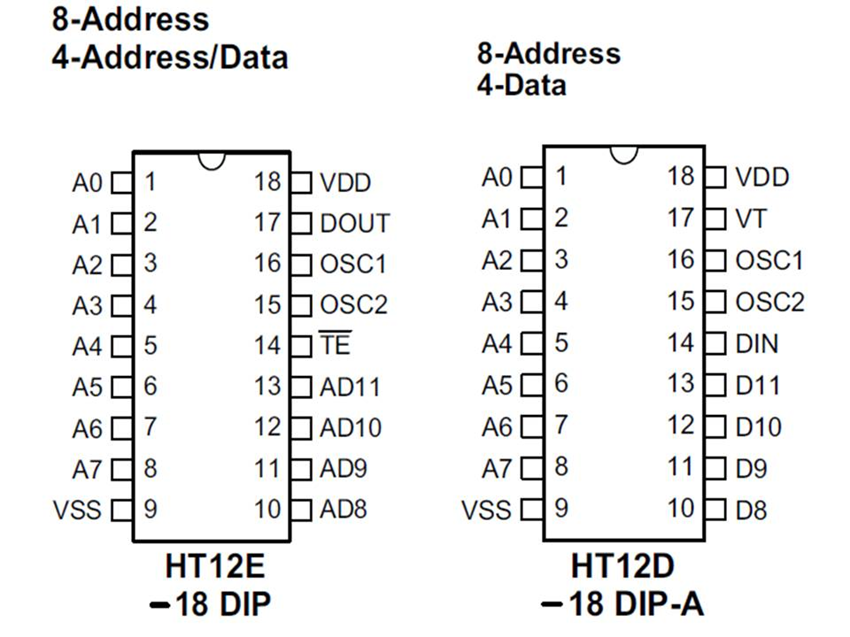 8-Address
4-Address/Data
A0 1 18 VDD
A1 2 17 DOUT
A2 3 16 OSC1
A3 4 15 OSC2
A4 5 14 T̅E̅
A5 6 13 AD11
A6 7 12 AD10
A7 8 11 AD9
VSS 9 10 AD8
HT12E
–18 DIP
8-Address
4-Data
A0 1 18 VDD
A1 2 17 VT
A2 3 16 OSC1
A3 4 15 OSC2
A4 5 14 DIN
A5 6 13 D11
A6 7 12 D10
A7 8 11 D9
VSS 9 10 D8
HT12D
–18 DIP-A